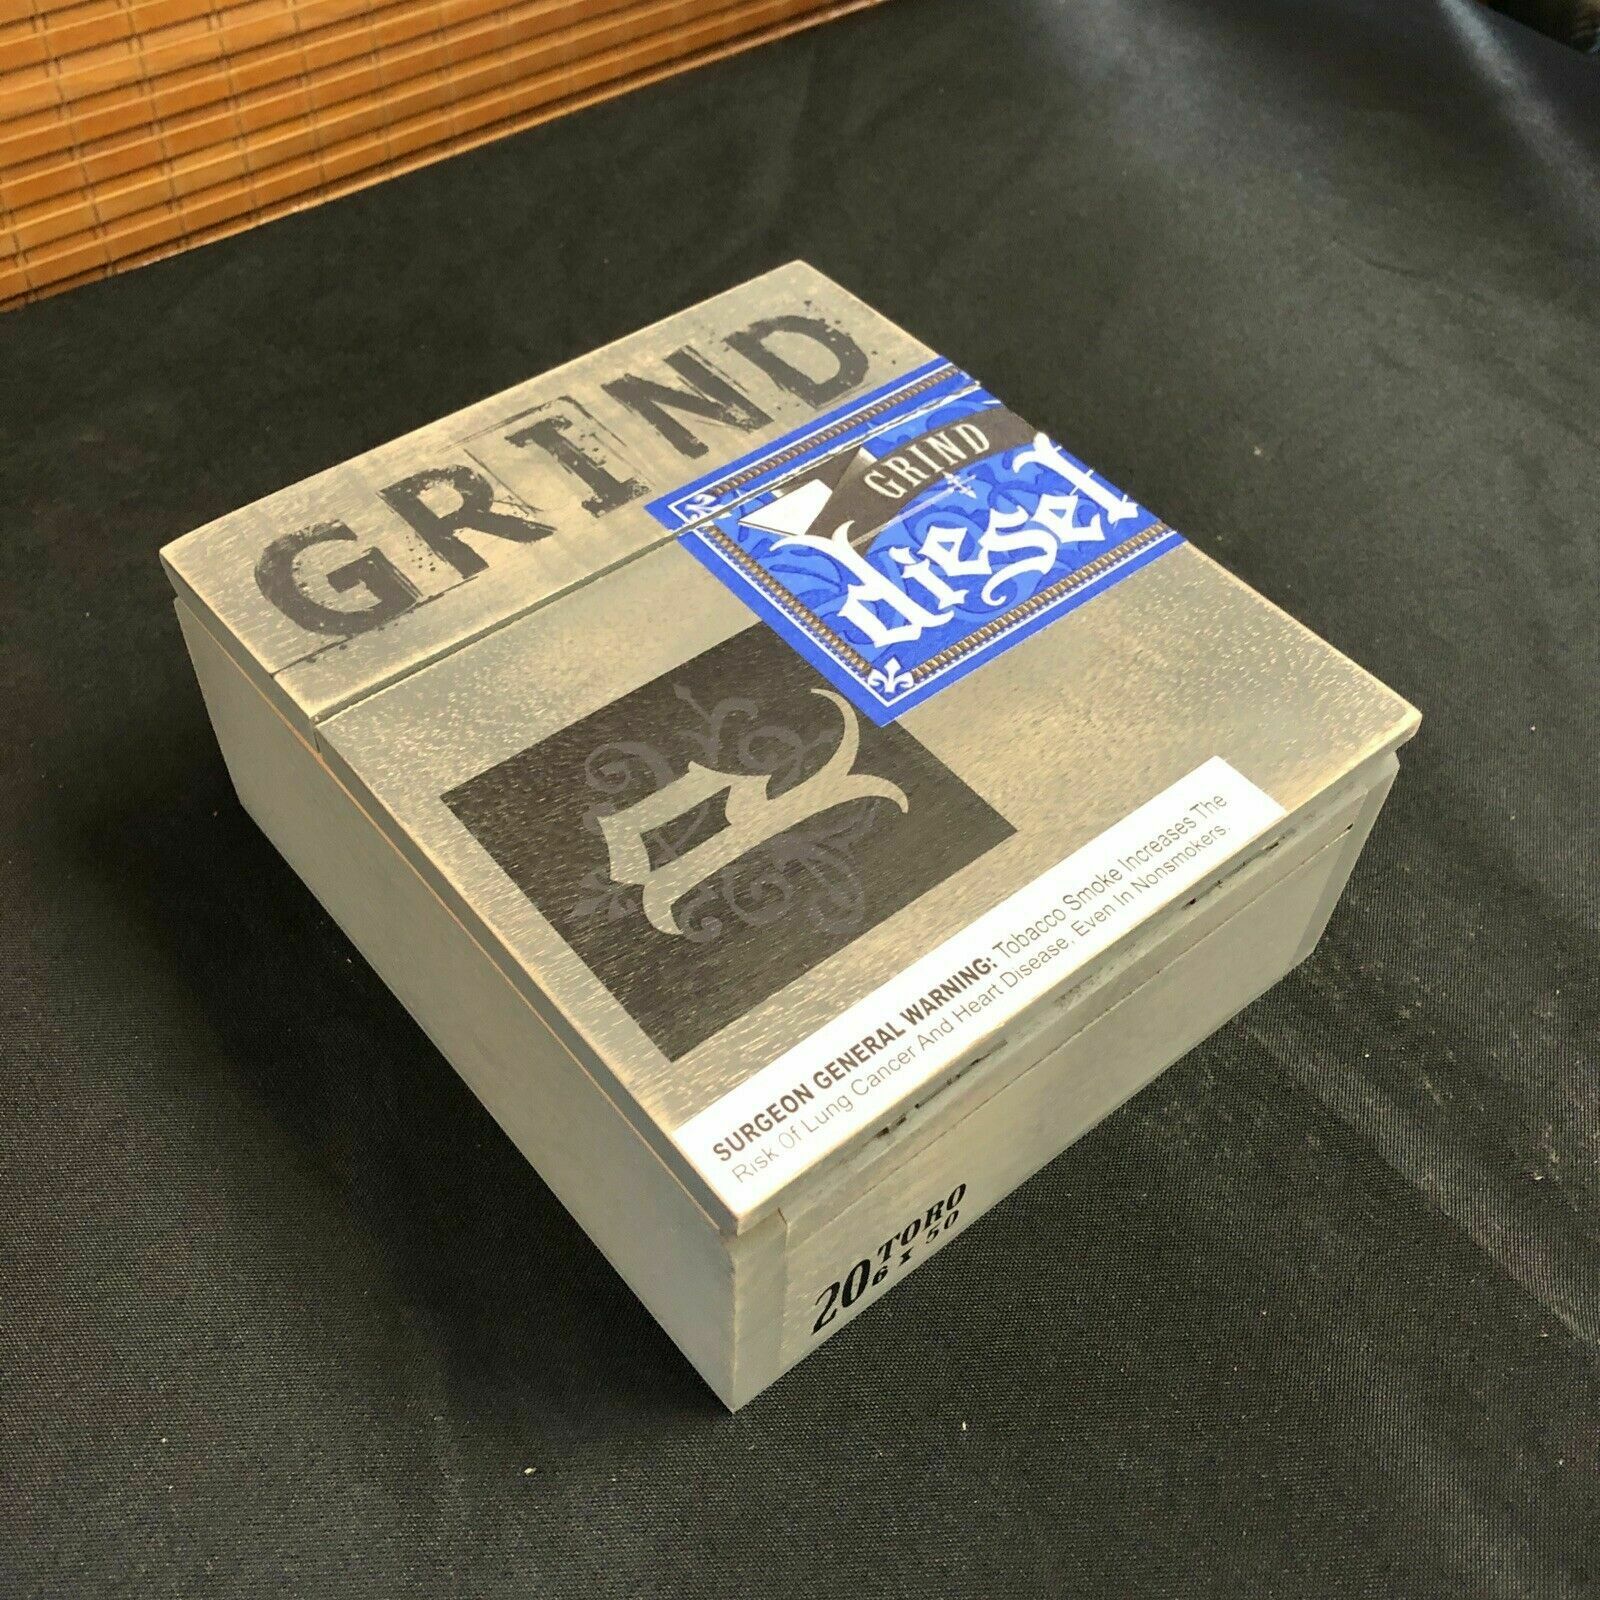 GRIND
GRIND
diesel
d
SURGEON GENERAL WARNING: Tobacco Smoke Increases The
Risk Of Lung Cancer And Heart Disease, Even In Nonsmokers.
20 TORO
6 x 50